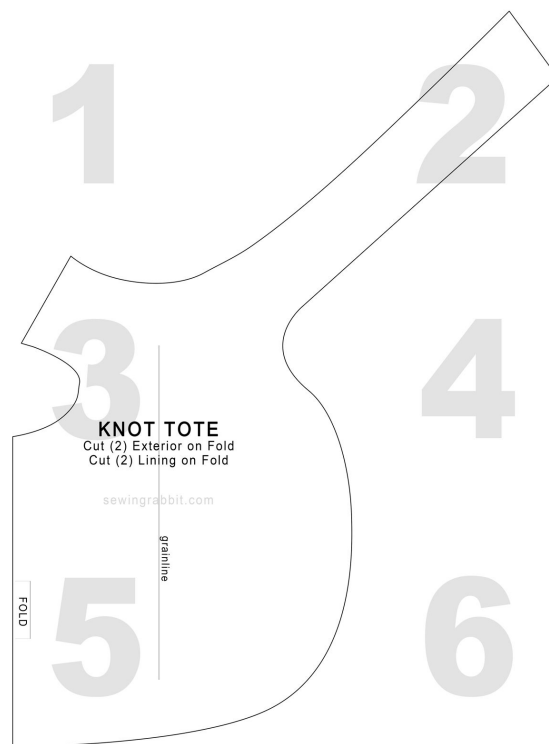 1
2
3
4
KNOT TOTE
Cut (2) Exterior on Fold
Cut (2) Lining on Fold
sewingrabbit.com
grainline
FOLD
5
6